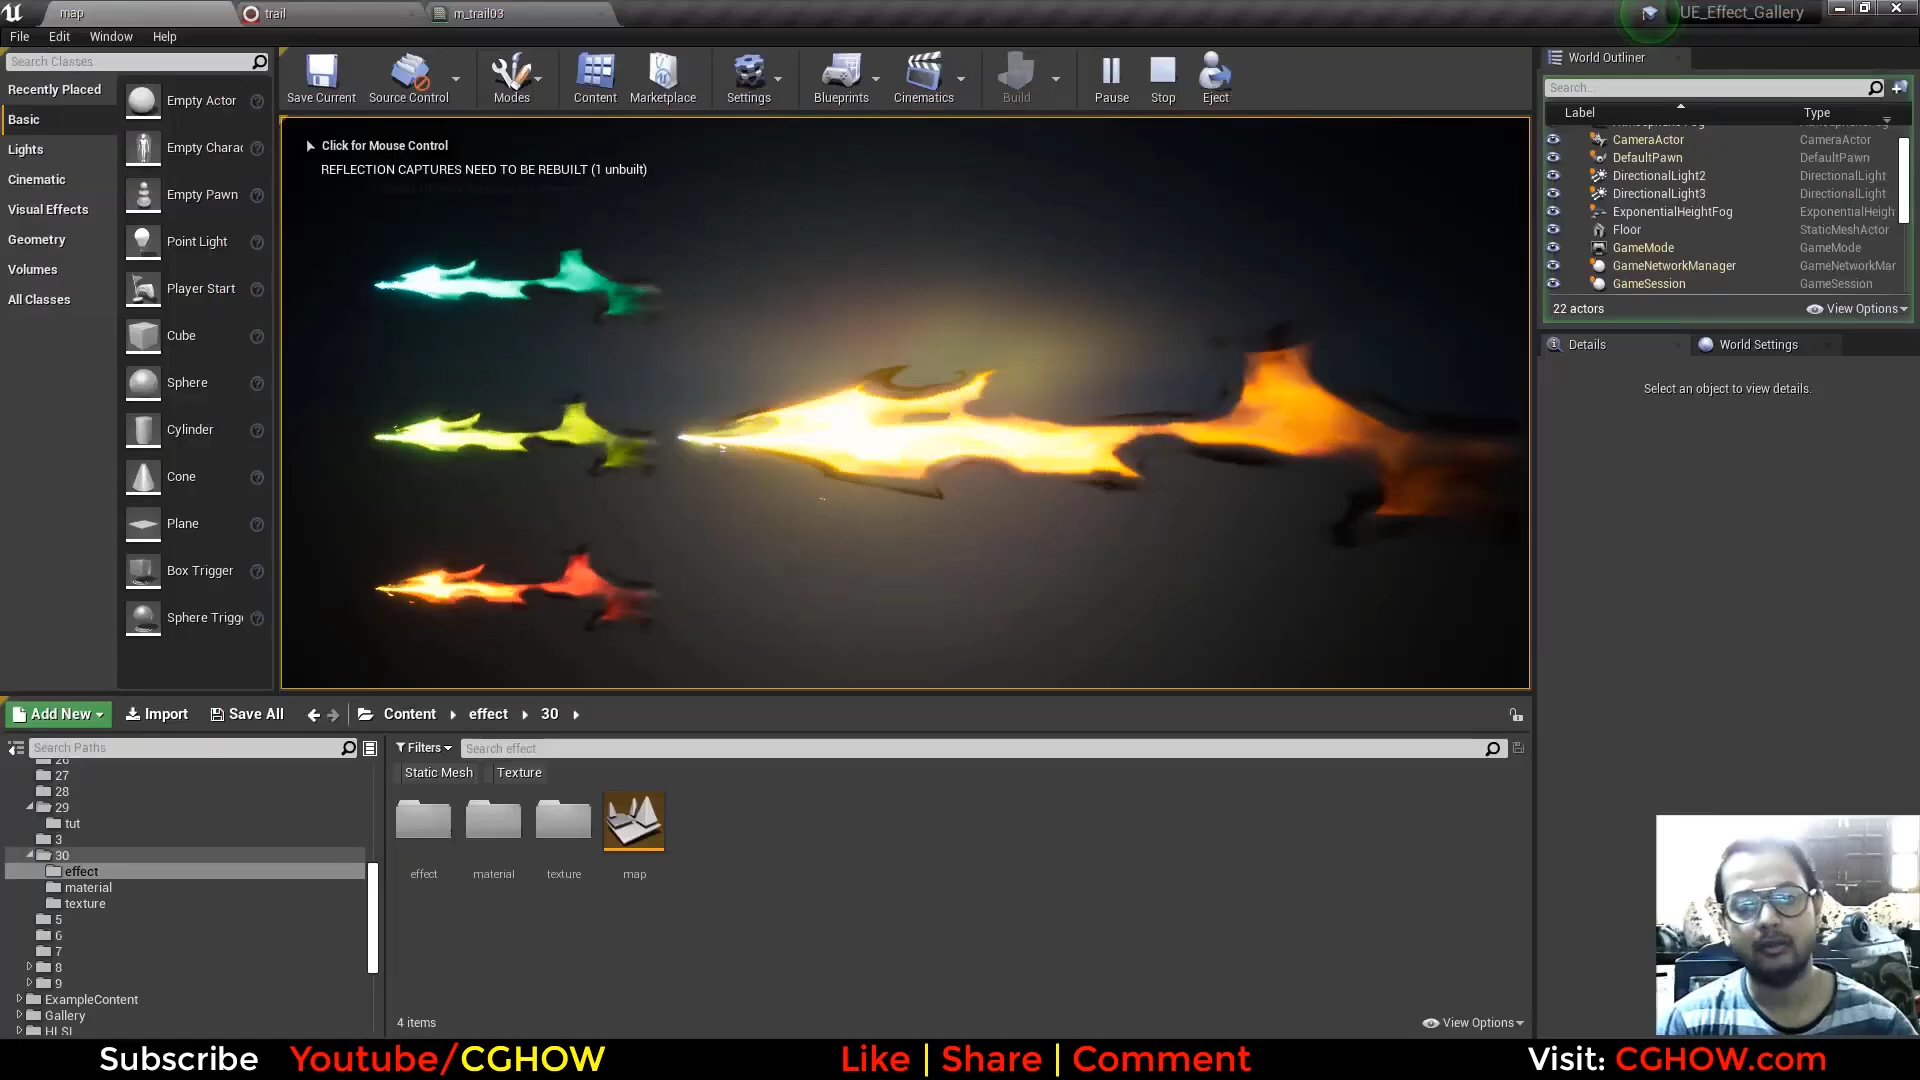 map
trail
m_trail03
UE_Effect_Gallery
File Edit Window Help
Search Classes
Recently Placed
Basic
Lights
Cinematic
Visual Effects
Geometry
Volumes
All Classes
Empty Actor
Empty Charac
Empty Pawn
Point Light
Player Start
Cube
Sphere
Cylinder
Cone
Plane
Box Trigger
Sphere Trigg
Save Current
Source Control
Modes
Content
Marketplace
Settings
Blueprints
Cinematics
Build
Pause
Stop
Eject
Click for Mouse Control
REFLECTION CAPTURES NEED TO BE REBUILT (1 unbuilt)
World Outliner
Search...
Label Type
CameraActor CameraActor
DefaultPawn DefaultPawn
DirectionalLight2 DirectionalLight
DirectionalLight3 DirectionalLight
ExponentialHeightFog ExponentialHeigh
Floor StaticMeshActor
GameMode GameMode
GameNetworkManager GameNetworkMar
GameSession GameSession
22 actors
View Options
Details
World Settings
Select an object to view details.
Add New
Import
Save All
Content
effect
30
Search Paths
26
27
28
29
tut
3
30
effect
material
texture
5
6
7
8
9
ExampleContent
Gallery
HLSL
Filters
Search effect
Static Mesh
Texture
effect
material
texture
map
4 items
View Options
Subscribe Youtube/CGHOW
Like | Share | Comment
Visit: CGHOW.com